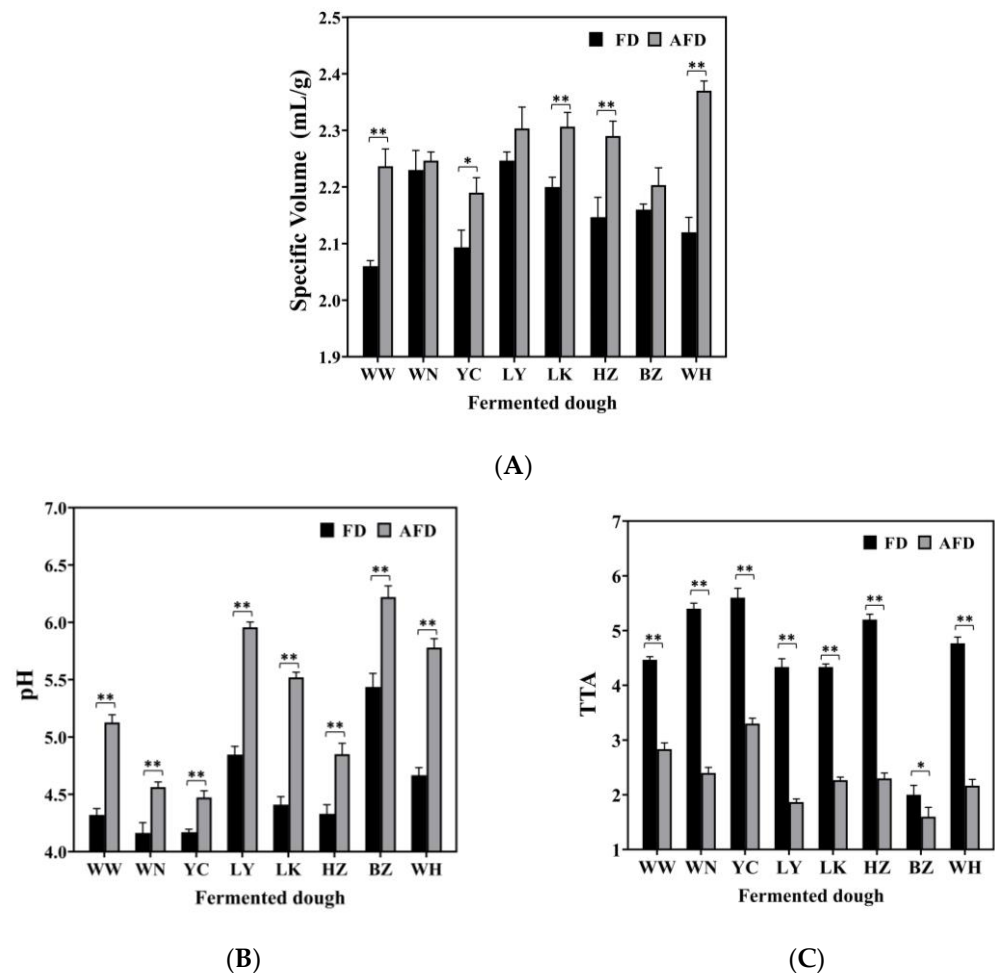 2.5
FD AFD
2.4
2.3
2.2
2.1
2.0
1.9
Specific Volume (mL/g)
** * ** ** **
WW WN YC LY LK HZ BZ WH
Fermented dough
(A)
7.0
FD AFD
6.5
6.0
5.5
5.0
4.5
4.0
pH
** ** ** ** ** ** ** **
WW WN YC LY LK HZ BZ WH
Fermented dough
(B)
7
FD AFD
6
5
4
3
2
1
TTA
** ** ** ** ** ** * **
WW WN YC LY LK HZ BZ WH
Fermented dough
(C)